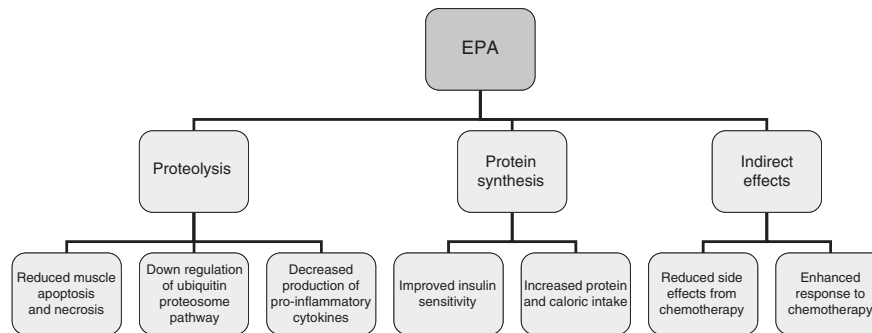 EPA
Proteolysis
Protein
synthesis
Indirect
effects
Reduced muscle
apoptosis
and necrosis
Down regulation
of ubiquitin
proteosome
pathway
Decreased
production of
pro-inflammatory
cytokines
Improved insulin
sensitivity
Increased protein
and caloric intake
Reduced side
effects from
chemotherapy
Enhanced
response to
chemotherapy